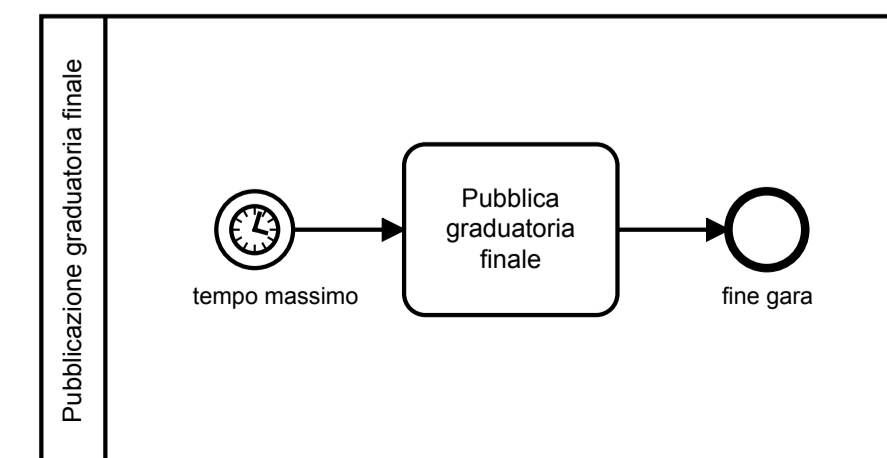 Pubblicazione graduatoria finale
Pubblica
graduatoria
finale
tempo massimo
fine gara